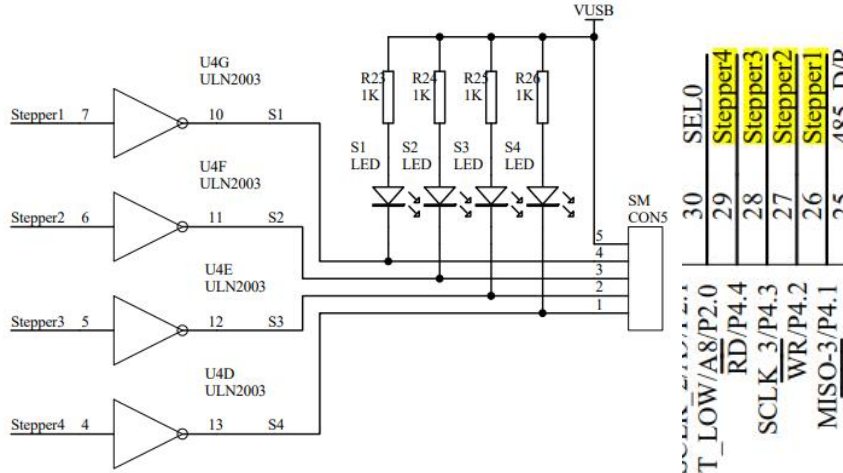 VUSB
U4G
ULN2003
Stepper1 7 10 S1
U4F
ULN2003
Stepper2 6 11 S2
U4E
ULN2003
Stepper3 5 12 S3
U4D
ULN2003
Stepper4 4 13 S4
R23 R24 R25 R26
1K 1K 1K 1K
S1 S2 S3 S4
LED LED LED LED
SM
CON5
5
4
3
2
1
30 SEL0
29 Stepper4
28 Stepper3
27 Stepper2
26 Stepper1
25
T_LOW/A8/P2.0
RD/P4.4
SCLK_3/P4.3
WR/P4.2
MISO-3/P4.1